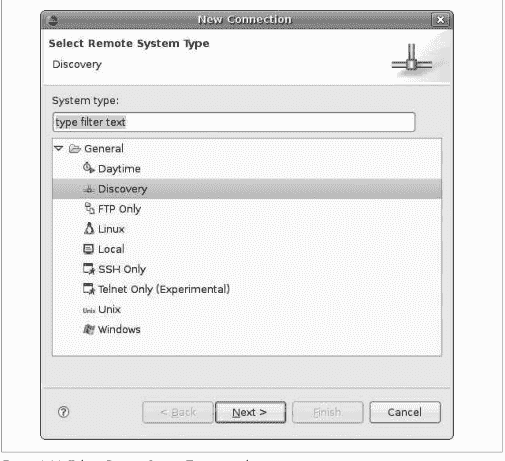 New Connection
Select Remote System Type
Discovery
System type:
type filter text
General
Daytime
Discovery
FTP Only
Linux
Local
SSH Only
Telnet Only (Experimental)
Unix Unix
Windows
< Back Next > Finish Cancel